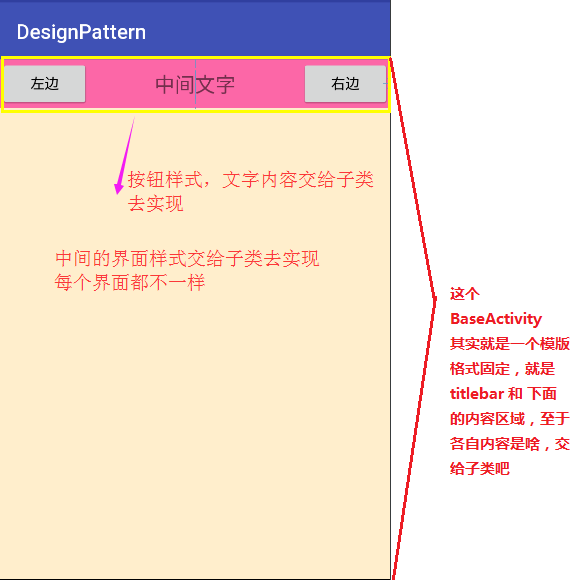 DesignPattern
左边
中间文字
右边
按钮样式，文字内容交给子类
去实现
中间的界面样式交给子类去实现
每个界面都不一样
这个
BaseActivity
其实就是一个模版
格式固定，就是
titlebar 和 下面
的内容区域，至于
各自内容是啥，交
给子类吧